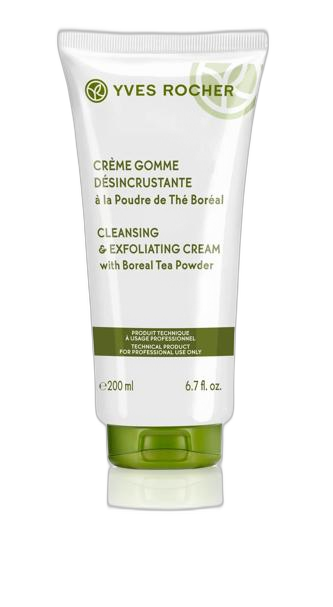 YVES ROCHER
CRÈME GOMME
DÉSINCRUSTANTE
à la Poudre de Thé Boréal
CLEANSING
& EXFOLIATING CREAM
with Boreal Tea Powder
PRODUIT TECHNIQUE
À USAGE PROFESSIONNEL
TECHNICAL PRODUCT
FOR PROFESSIONAL USE ONLY
℮200 ml 6.7 fl. oz.